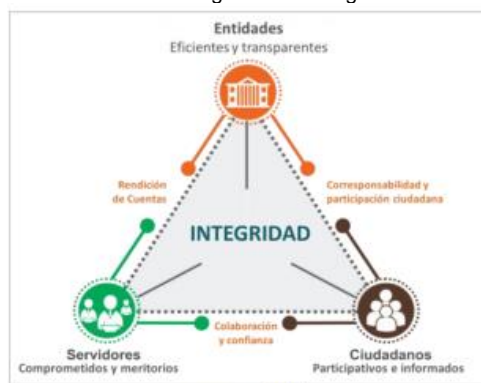 Entidades
Eficientes y transparentes
Rendición
de Cuentas
Corresponsabilidad y
participación ciudadana
INTEGRIDAD
Colaboración
y confianza
Servidores
Comprometidos y meritorios
Ciudadanos
Participativos e informados